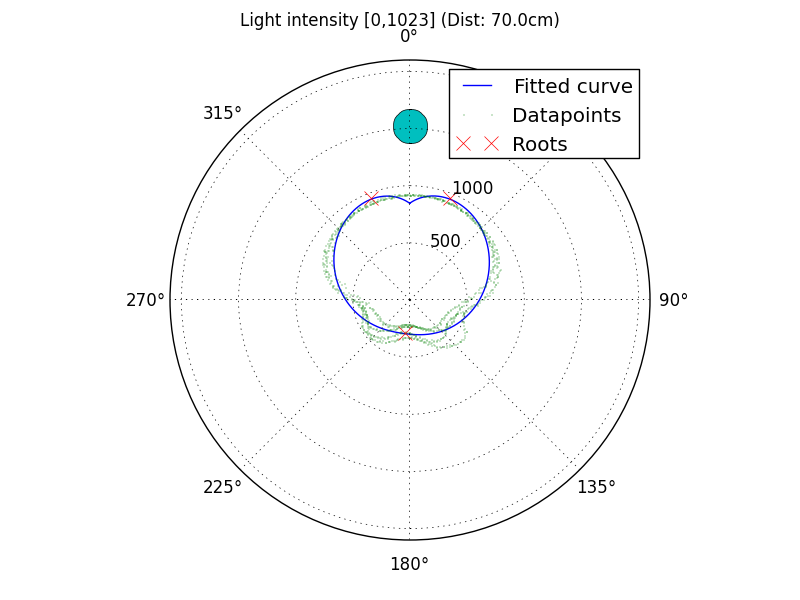 Light intensity [0,1023] (Dist: 70.0cm)
0°
Fitted curve
315°
Datapoints
Roots
1000
500
270°
90°
225°
135°
180°